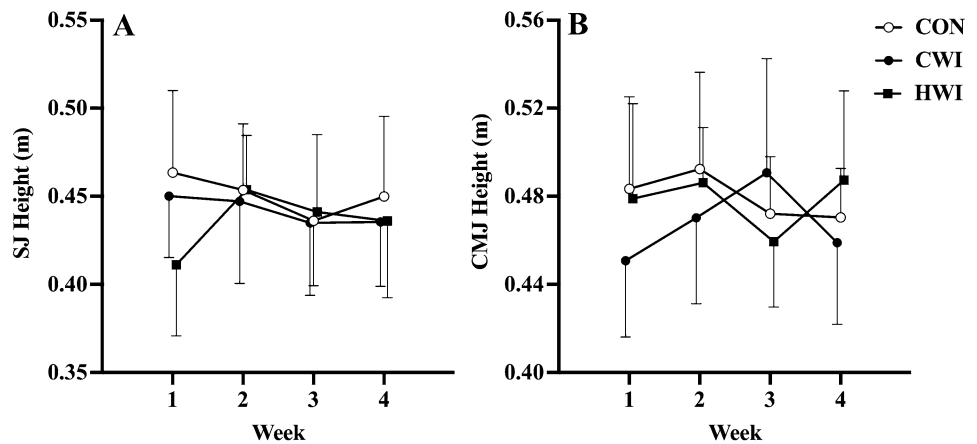 A
SJ Height (m)
0.55
0.50
0.45
0.40
0.35
1 2 3 4
Week
B
CMJ Height (m)
0.56
0.52
0.48
0.44
0.40
1 2 3 4
Week
CON
CWI
HWI